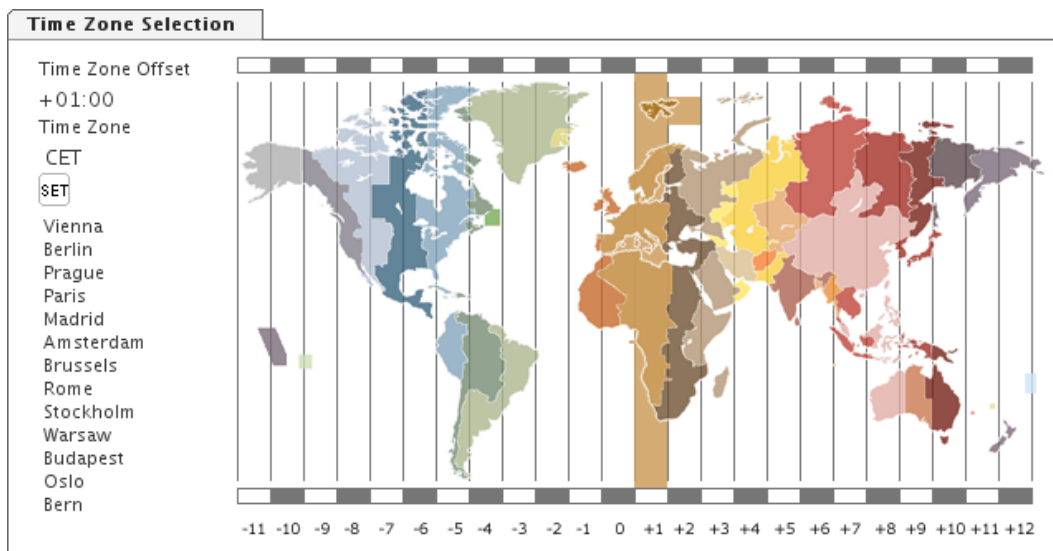 Time Zone Selection
Time Zone Offset
+01:00
Time Zone
CET
SET
Vienna
Berlin
Prague
Paris
Madrid
Amsterdam
Brussels
Rome
Stockholm
Warsaw
Budapest
Oslo
Bern
-11 -10 -9 -8 -7 -6 -5 -4 -3 -2 -1 0 +1 +2 +3 +4 +5 +6 +7 +8 +9 +10 +11 +12